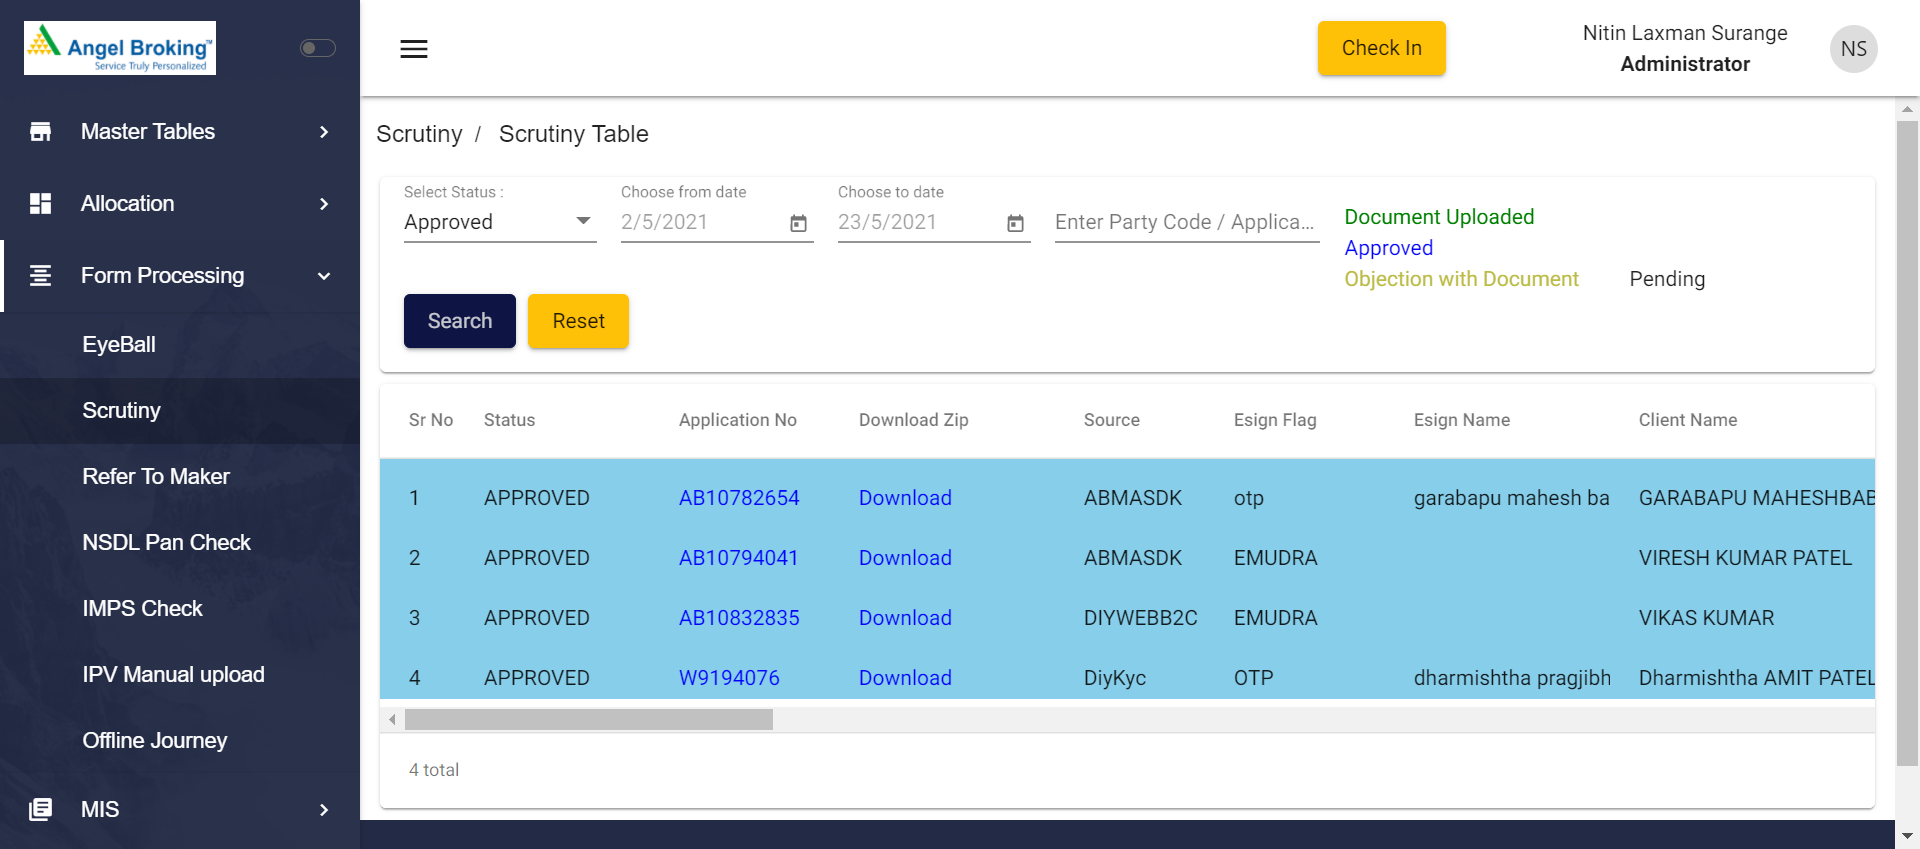 Angel Broking™
Service Truly Personalized
Master Tables
Allocation
Form Processing
EyeBall
Scrutiny
Refer To Maker
NSDL Pan Check
IMPS Check
IPV Manual upload
Offline Journey
MIS
Check In
Nitin Laxman Surange
Administrator
NS
Scrutiny / Scrutiny Table
Select Status :
Approved
Choose from date
2/5/2021
Choose to date
23/5/2021
Enter Party Code / Applica...
Document Uploaded
Approved
Objection with Document Pending
Search Reset
Sr No Status Application No Download Zip Source Esign Flag Esign Name Client Name
1 APPROVED AB10782654 Download ABMASDK otp garabapu mahesh ba GARABAPU MAHESHBAB
2 APPROVED AB10794041 Download ABMASDK EMUDRA VIRESH KUMAR PATEL
3 APPROVED AB10832835 Download DIYWEBB2C EMUDRA VIKAS KUMAR
4 APPROVED W9194076 Download DiyKyc OTP dharmishtha pragjibh Dharmishtha AMIT PATEL
4 total